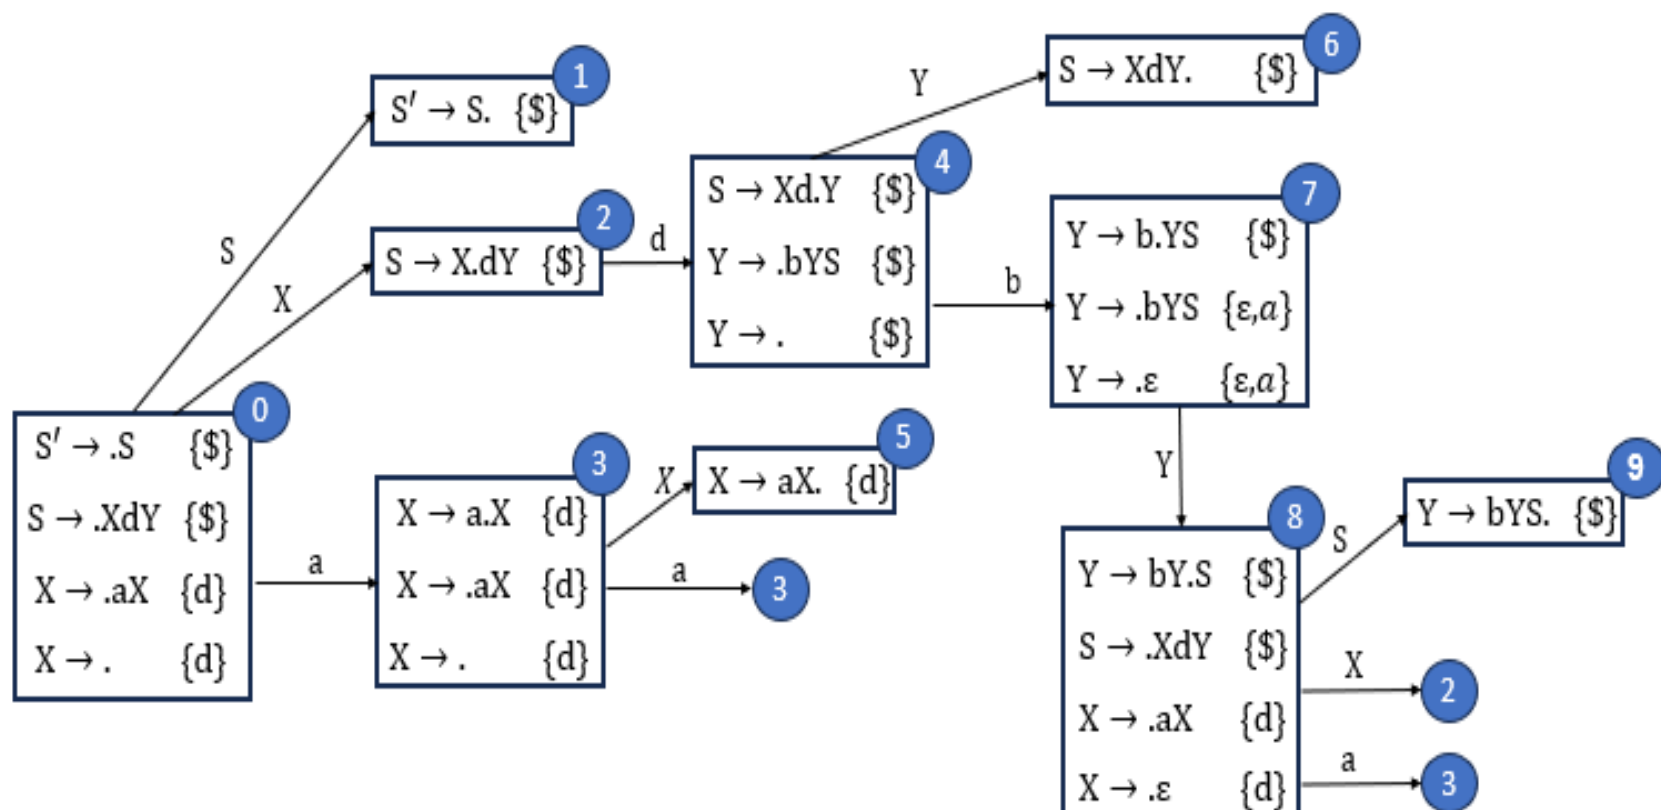 S′ → S. {$}
1
S → X.dY {$}
2
S
X
d
S → Xd.Y {$}
Y → .bYS {$}
Y → . {$}
4
Y
S → XdY. {$}
6
b
Y → b.YS {$}
Y → .bYS {ε,a}
Y → .ε {ε,a}
7
S′ → .S {$}
S → .XdY {$}
X → .aX {d}
X → . {d}
0
a
X → a.X {d}
X → .aX {d}
X → . {d}
3
X
X → aX. {d}
5
a
3
Y
Y → bY.S {$}
S → .XdY {$}
X → .aX {d}
X → .ε {d}
8
S
Y → bYS. {$}
9
X
2
a
3